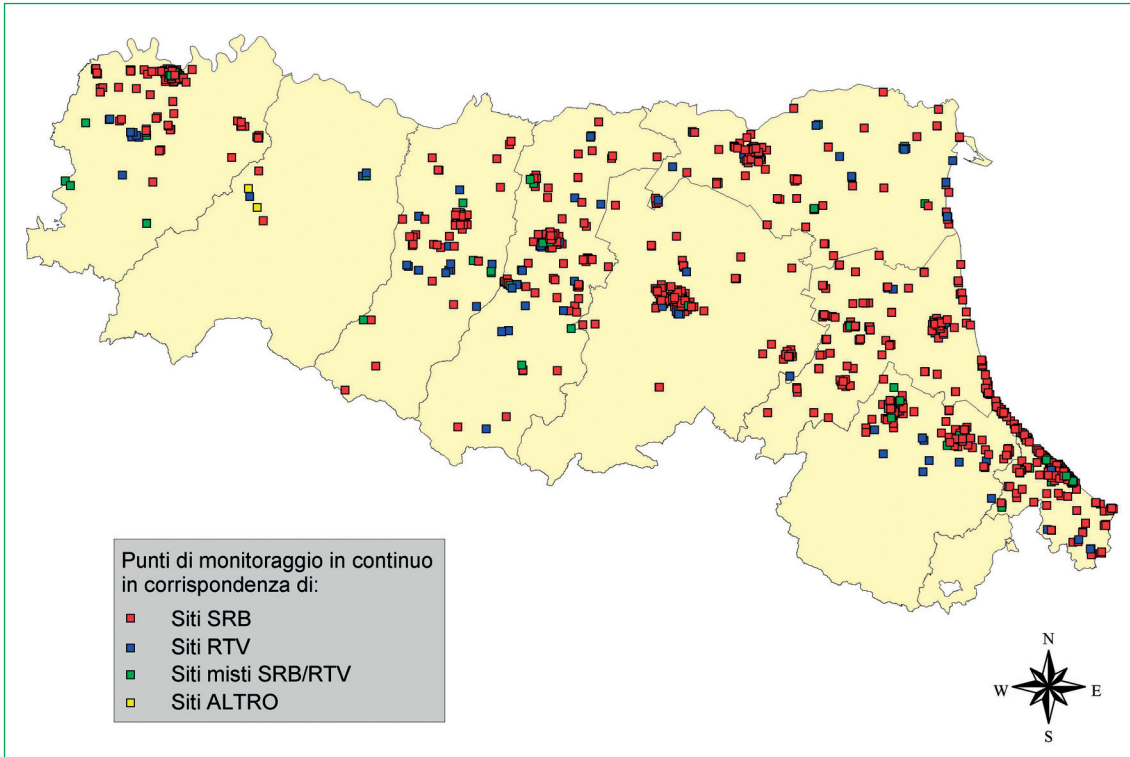 Punti di monitoraggio in continuo
in corrispondenza di:
Siti SRB
Siti RTV
Siti misti SRB/RTV
Siti ALTRO
N
W E
S